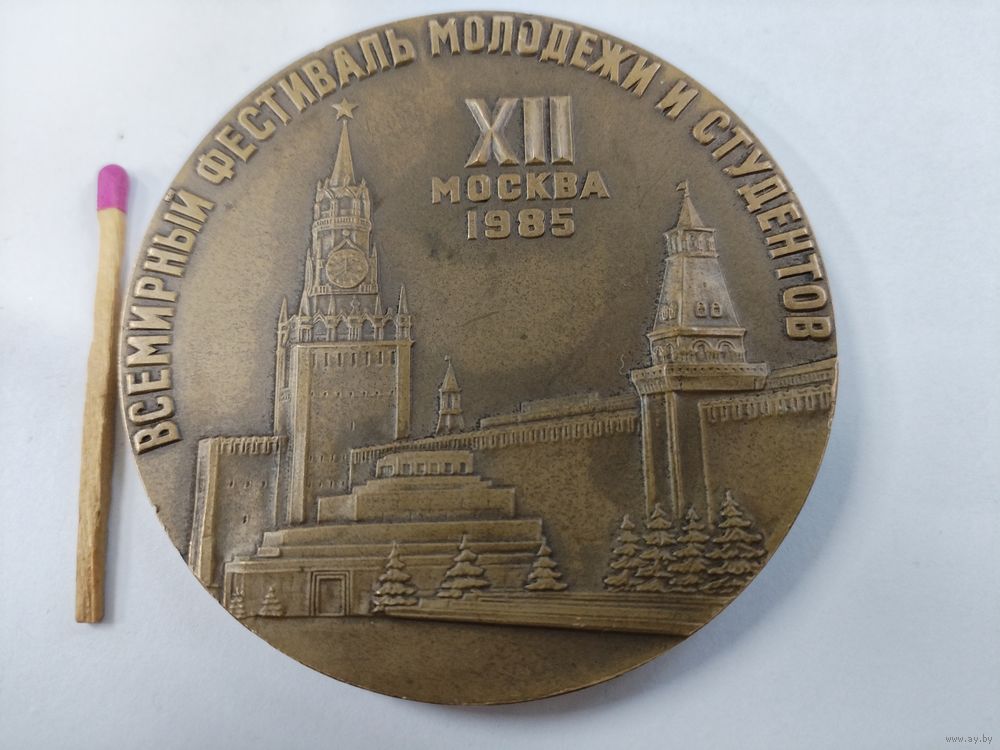 ВСЕМИРНЫЙ ФЕСТИВАЛЬ МОЛОДЕЖИ И СТУДЕНТОВ
XII
МОСКВА
1985
www.ay.by